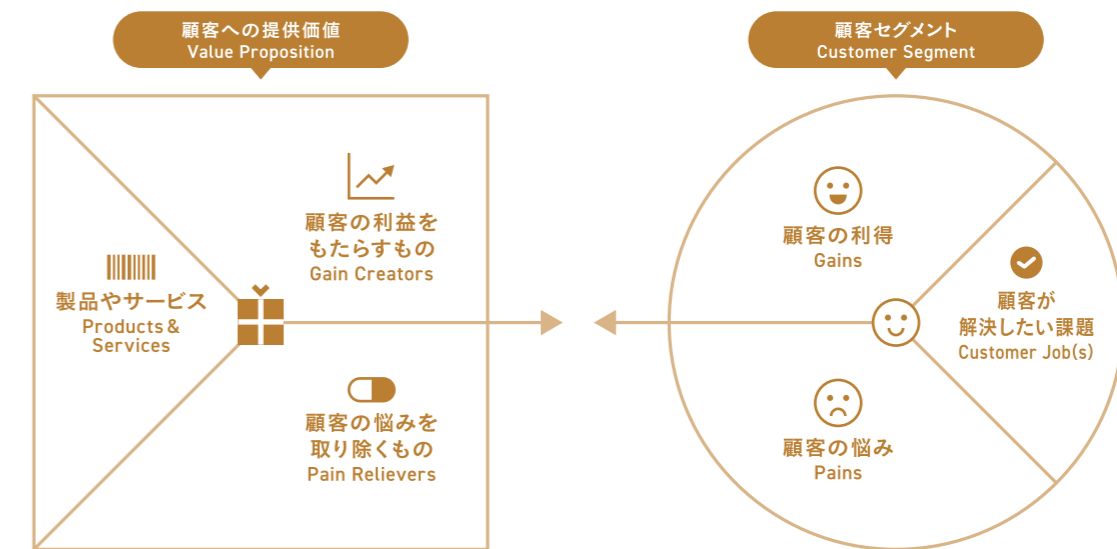 顧客への提供価値
Value Proposition
製品やサービス
Products &
Services
顧客の利益を
もたらすもの
Gain Creators
顧客の悩みを
取り除くもの
Pain Relievers
顧客セグメント
Customer Segment
顧客の利得
Gains
顧客の悩み
Pains
顧客が
解決したい課題
Customer Job(s)